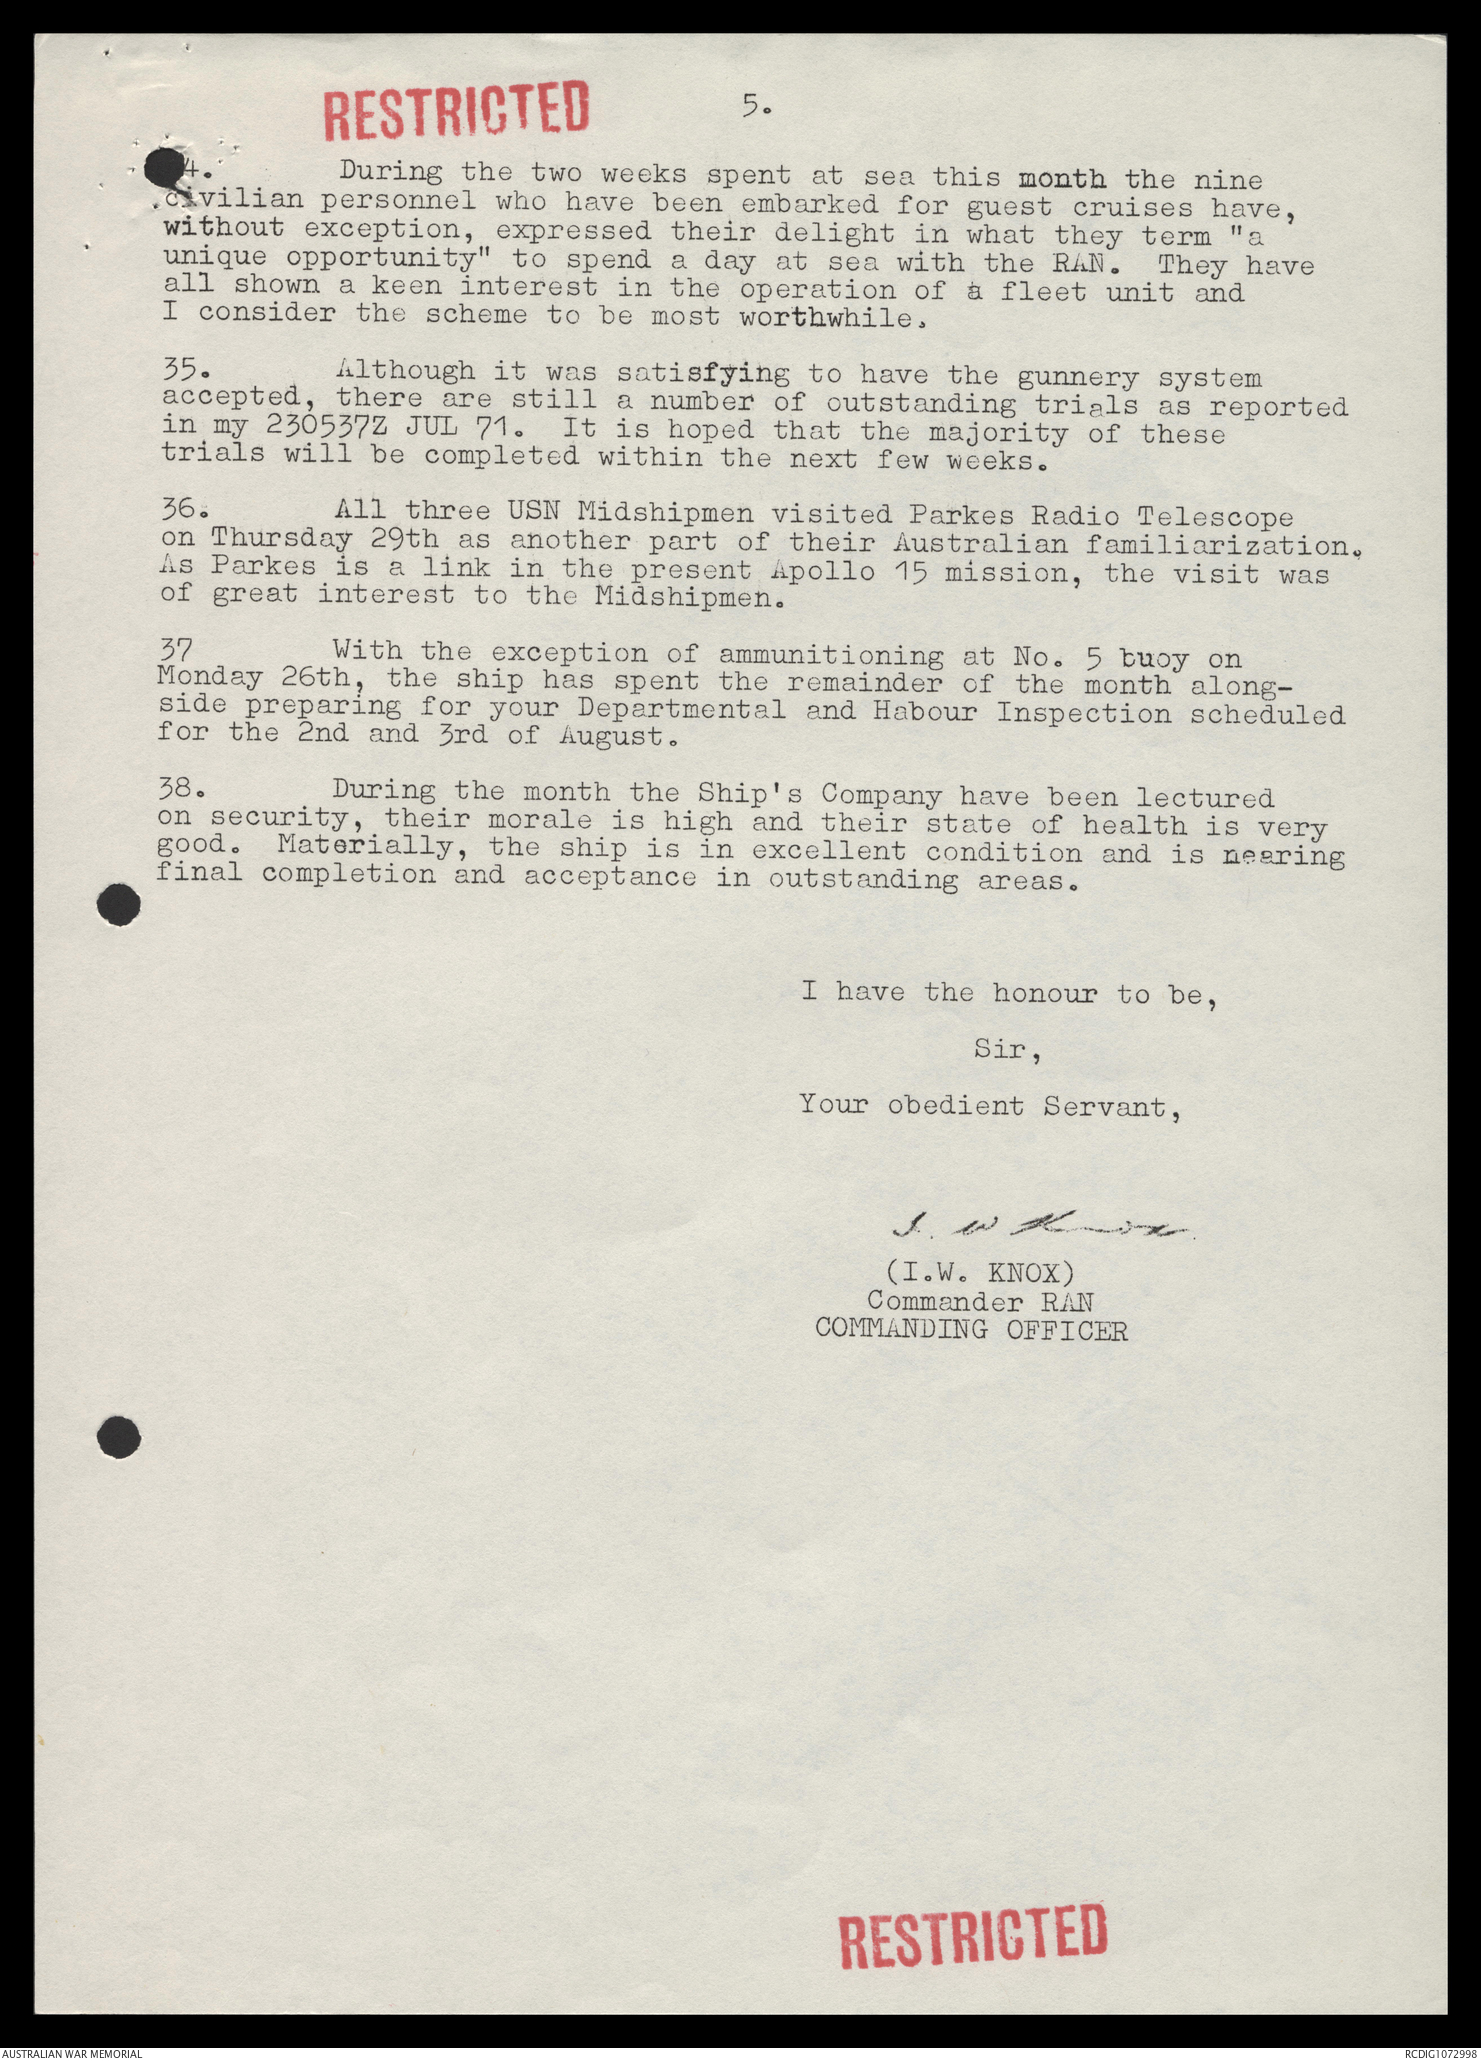 RESTRICTED
5.
4. During the two weeks spent at sea this month the nine
civilian personnel who have been embarked for guest cruises have,
without exception, expressed their delight in what they term "a
unique opportunity" to spend a day at sea with the RAN. They have
all shown a keen interest in the operation of a fleet unit and
I consider the scheme to be most worthwhile.
35. Although it was satisfying to have the gunnery system
accepted, there are still a number of outstanding trials as reported
in my 230537Z JUL 71. It is hoped that the majority of these
trials will be completed within the next few weeks.
36. All three USN Midshipmen visited Parkes Radio Telescope
on Thursday 29th as another part of their Australian familiarization.
As Parkes is a link in the present Apollo 15 mission, the visit was
of great interest to the Midshipmen.
37 With the exception of ammunitioning at No. 5 buoy on
Monday 26th, the ship has spent the remainder of the month along-
side preparing for your Departmental and Habour Inspection scheduled
for the 2nd and 3rd of August.
38. During the month the Ship's Company have been lectured
on security, their morale is high and their state of health is very
good. Materially, the ship is in excellent condition and is nearing
final completion and acceptance in outstanding areas.
I have the honour to be,
Sir,
Your obedient Servant,
I. W Knox
(I.W. KNOX)
Commander RAN
COMMANDING OFFICER
RESTRICTED
AUSTRALIAN WAR MEMORIAL
RCDIG1072998